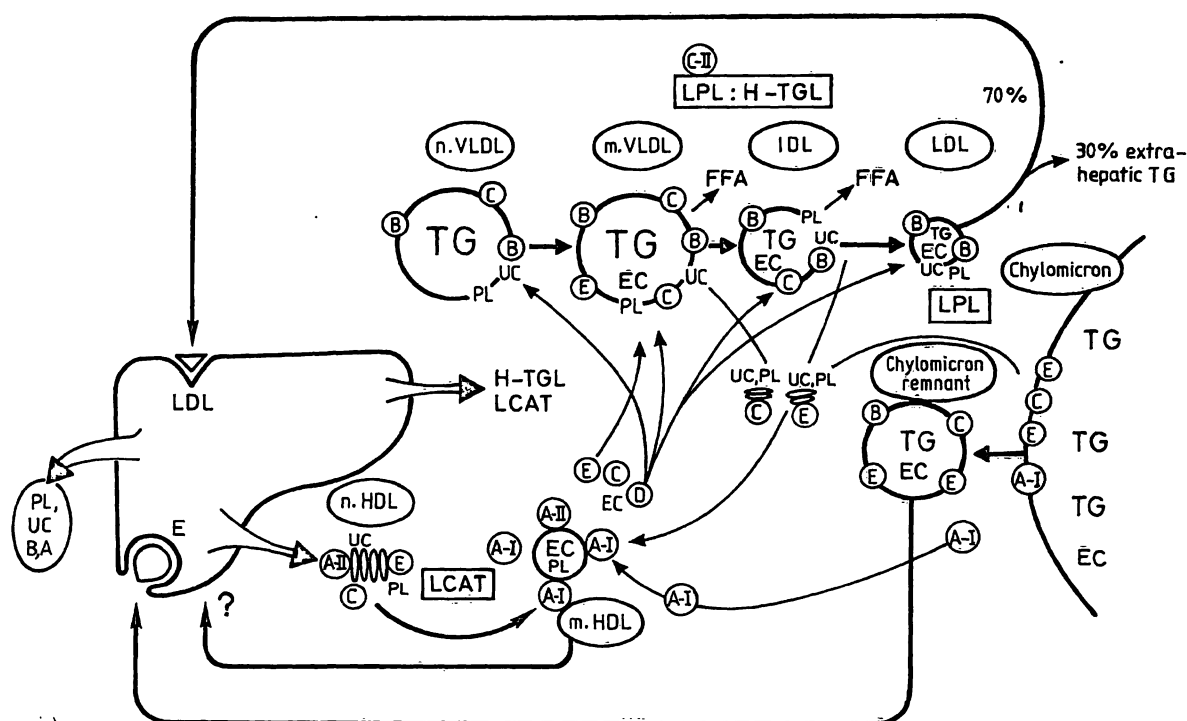 C-II
LPL : H-TGL
70%
n.VLDL
m.VLDL
IDL
LDL
30% extra-
hepatic TG
FFA
FFA
C
B
TG
B
UC
PL
C
B
TG
B
EC
UC
E
PL
C
B
PL
TG
UC
EC
B
C
B
TG
EC
B
UC
PL
LPL
Chylomicron
TG
E
C
E
TG
A-I
TG
EC
Chylomicron
remnant
B
C
TG
EC
E
E
UC,PL
UC,PL
C
E
LDL
H-TGL
LCAT
PL,
UC
B,A
E
n.HDL
UC
A-II
E
C
PL
LCAT
E
C
EC
D
A-II
A-I
EC
PL
A-I
A-I
m.HDL
A-I
A-I
?